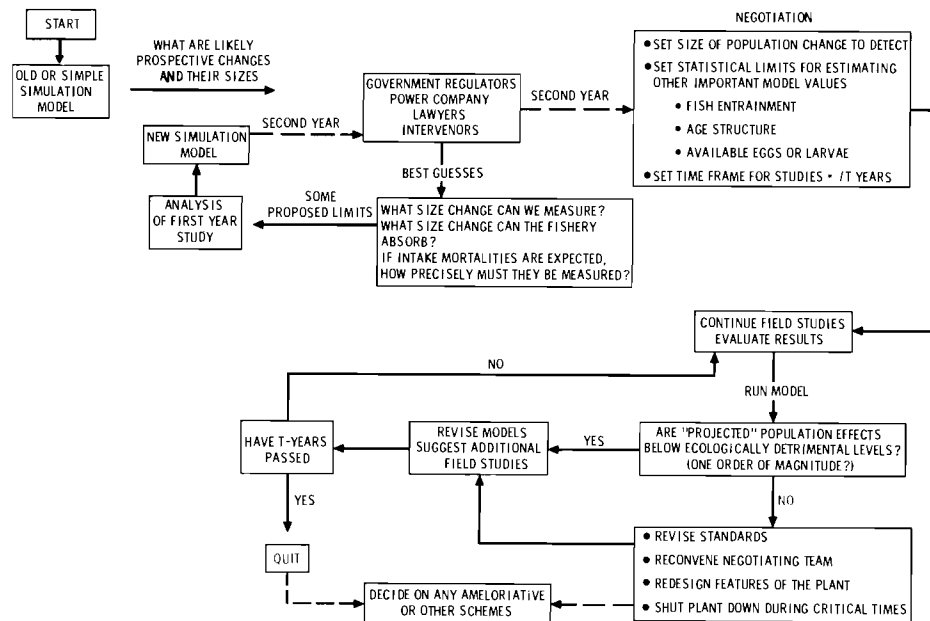 START
OLD OR SIMPLE
SIMULATION
MODEL
WHAT ARE LIKELY
PROSPECTIVE CHANGES
AND THEIR SIZES
NEW SIMULATION
MODEL
SECOND YEAR
GOVERNMENT REGULATORS
POWER COMPANY
LAWYERS
INTERVENORS
SECOND YEAR
NEGOTIATION
• SET SIZE OF POPULATION CHANGE TO DETECT
• SET STATISTICAL LIMITS FOR ESTIMATING
OTHER IMPORTANT MODEL VALUES
• FISH ENTRAINMENT
• AGE STRUCTURE
• AVAILABLE EGGS OR LARVAE
• SET TIME FRAME FOR STUDIES • /T YEARS
BEST GUESSES
WHAT SIZE CHANGE CAN WE MEASURE?
WHAT SIZE CHANGE CAN THE FISHERY
ABSORB?
IF INTAKE MORTALITIES ARE EXPECTED,
HOW PRECISELY MUST THEY BE MEASURED?
SOME
PROPOSED LIMITS
ANALYSIS
OF FIRST YEAR
STUDY
CONTINUE FIELD STUDIES
EVALUATE RESULTS
RUN MODEL
ARE "PROJECTED" POPULATION EFFECTS
BELOW ECOLOGICALLY DETRIMENTAL LEVELS?
(ONE ORDER OF MAGNITUDE?)
YES
REVISE MODELS
SUGGEST ADDITIONAL
FIELD STUDIES
HAVE T-YEARS
PASSED
NO
YES
QUIT
NO
• REVISE STANDARDS
• RECONVENE NEGOTIATING TEAM
• REDESIGN FEATURES OF THE PLANT
• SHUT PLANT DOWN DURING CRITICAL TIMES
DECIDE ON ANY AMELORIATIVE
OR OTHER SCHEMES